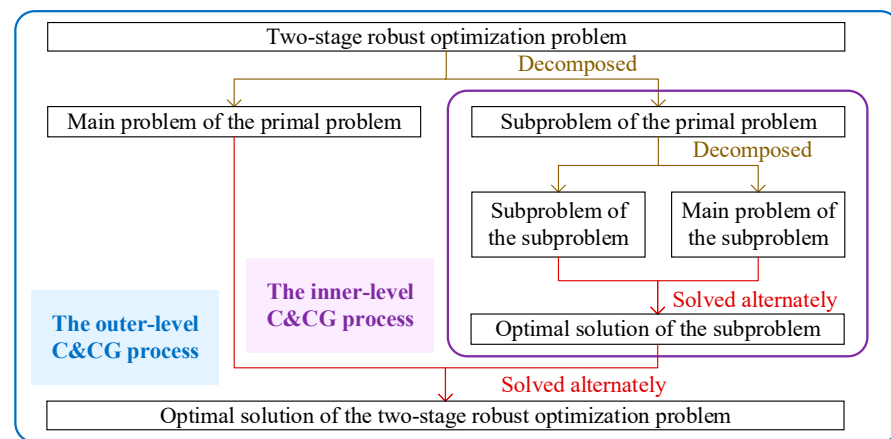 Two-stage robust optimization problem
Decomposed
Main problem of the primal problem
Subproblem of the primal problem
Decomposed
Subproblem of
the subproblem
Main problem of
the subproblem
Solved alternately
The inner-level
C&CG process
The outer-level
C&CG process
Optimal solution of the subproblem
Solved alternately
Optimal solution of the two-stage robust optimization problem